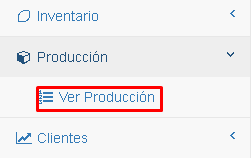 Inventario
Producción
Ver Producción
Clientes